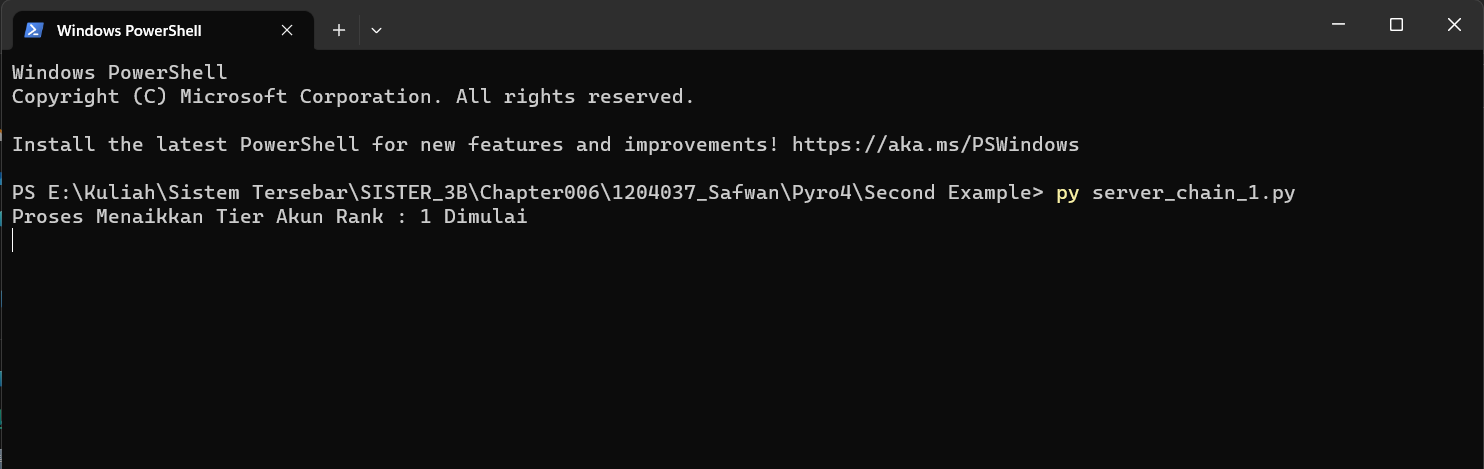 Windows PowerShell
Windows PowerShell
Copyright (C) Microsoft Corporation. All rights reserved.
Install the latest PowerShell for new features and improvements! https://aka.ms/PSWindows
PS E:\Kuliah\Sistem Tersebar\SISTER_3B\Chapter006\1204037_Safwan\Pyro4\Second Example> py server_chain_1.py
Proses Menaikkan Tier Akun Rank : 1 Dimulai